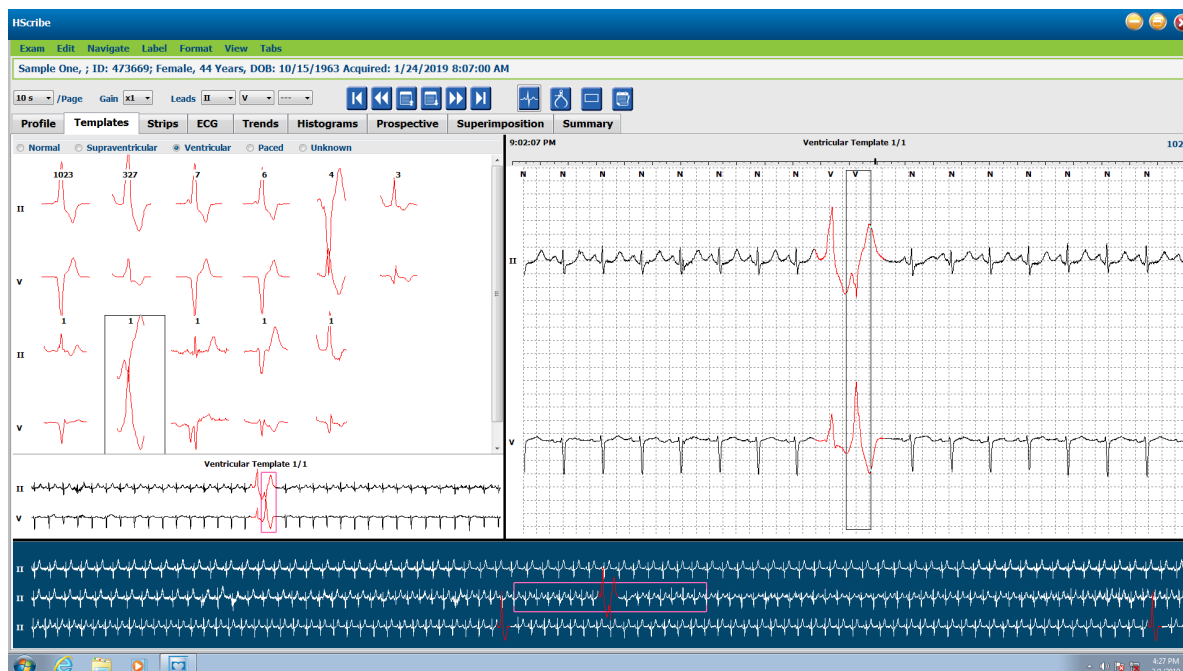 HScribe
Exam Edit Navigate Label Format View Tabs
Sample One, ; ID: 473669; Female, 44 Years, DOB: 10/15/1963 Acquired: 1/24/2019 8:07:00 AM
10 s /Page Gain x1 Leads II V ---
Profile Templates Strips ECG Trends Histograms Prospective Superimposition Summary
Normal Supraventricular Ventricular Paced Unknown
9:02:07 PM Ventricular Template 1/1 102
1023 327 7 6 4 3
N N N N N N N N V V N N N N N N N
II
II
V
1 1 1 1 1
II
V
V
Ventricular Template 1/1
II
V
II
II
II
4:27 PM